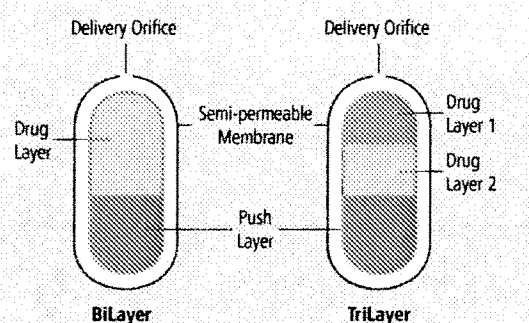 Delivery Orifice
Delivery Orifice
Drug
Layer
Semi-permeable
Membrane
Drug
Layer 1
Drug
Layer 2
Push
Layer
BiLayer
TriLayer